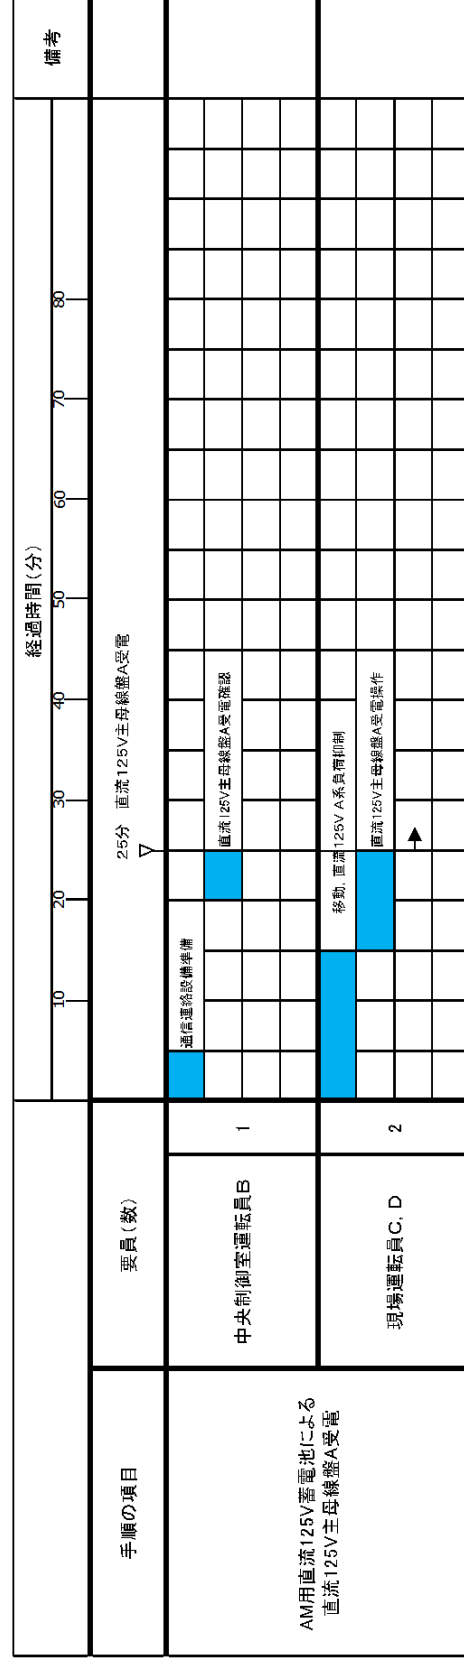 経過時間(分)
備考
10
20
30
40
50
60
70
80
手順の項目
要員(数)
25分 直流125V主母線盤A受電
AM用直流125V蓄電池による
直流125V主母線盤A受電
中央制御室運転員B
1
通信連絡設備準備
直流125V主母線盤A受電確認
現場運転員C, D
2
移動, 直流125V A系負荷抑制
直流125V主母線盤A受電操作